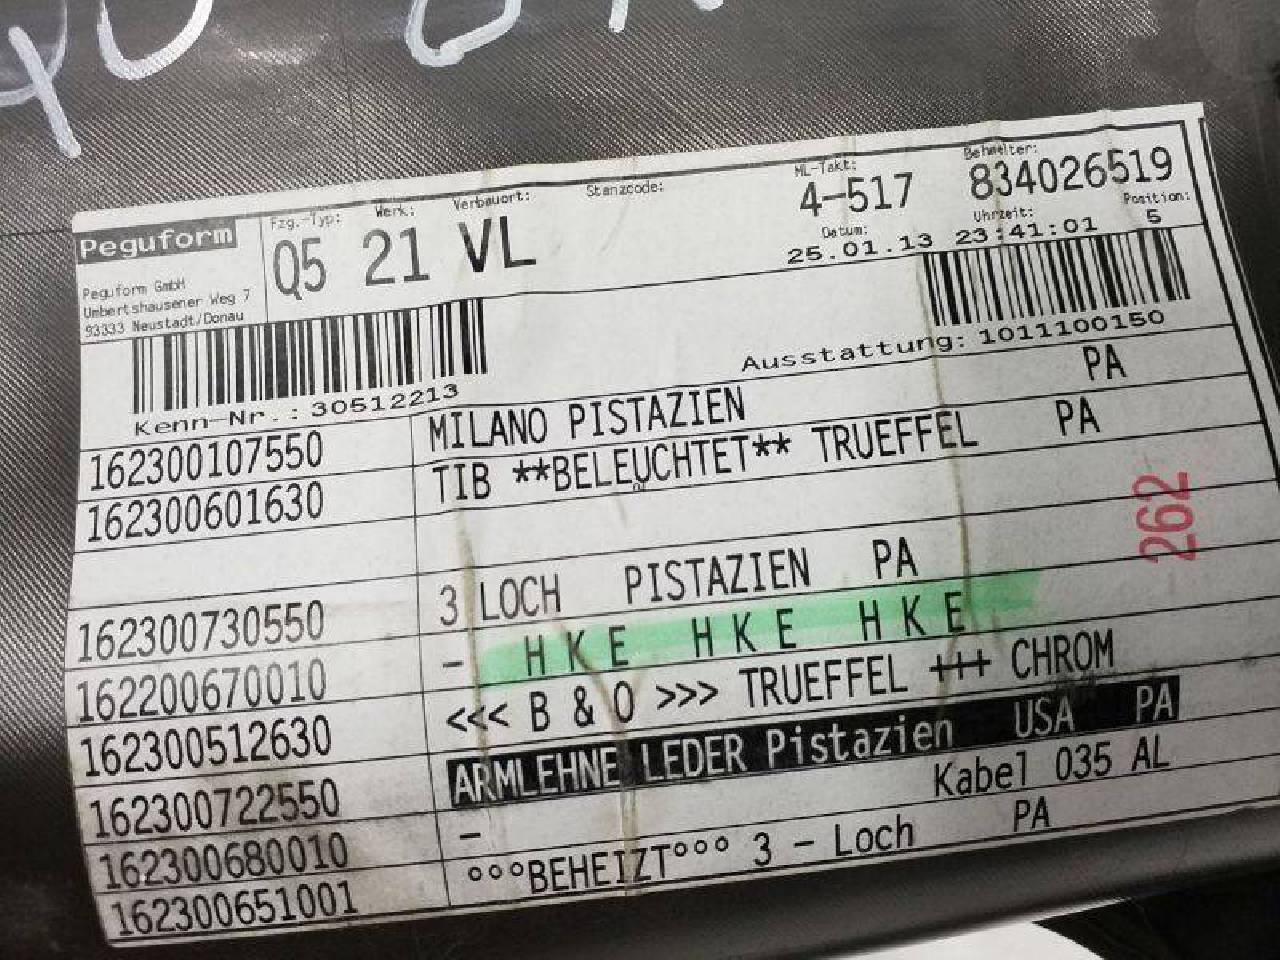 Peguform
Peguform GmbH
Umbertshausener Weg 7
93333 Neustadt/Donau
Fzg.-Typ: Werk: Verbauort: Stanzcode: ML-Takt: Behaelter:
Q5 21 VL 4-517 834026519
Datum: Uhrzeit: Position:
25.01.13 23:41:01 5
Kenn-Nr.: 30512213
Ausstattung: 1011100150
162300107550 MILANO PISTAZIEN PA
162300601630 TIB **BELEUCHTET** TRUEFFEL PA
262
162300730550 3 LOCH PISTAZIEN PA
162200670010 - HKE HKE HKE
162300512630 <<< B & O >>> TRUEFFEL +++ CHROM
162300722550 ARMLEHNE LEDER Pistazien USA PA
162300680010 - Kabel 035 AL
162300651001 °°°BEHEIZT°°° 3 - Loch PA